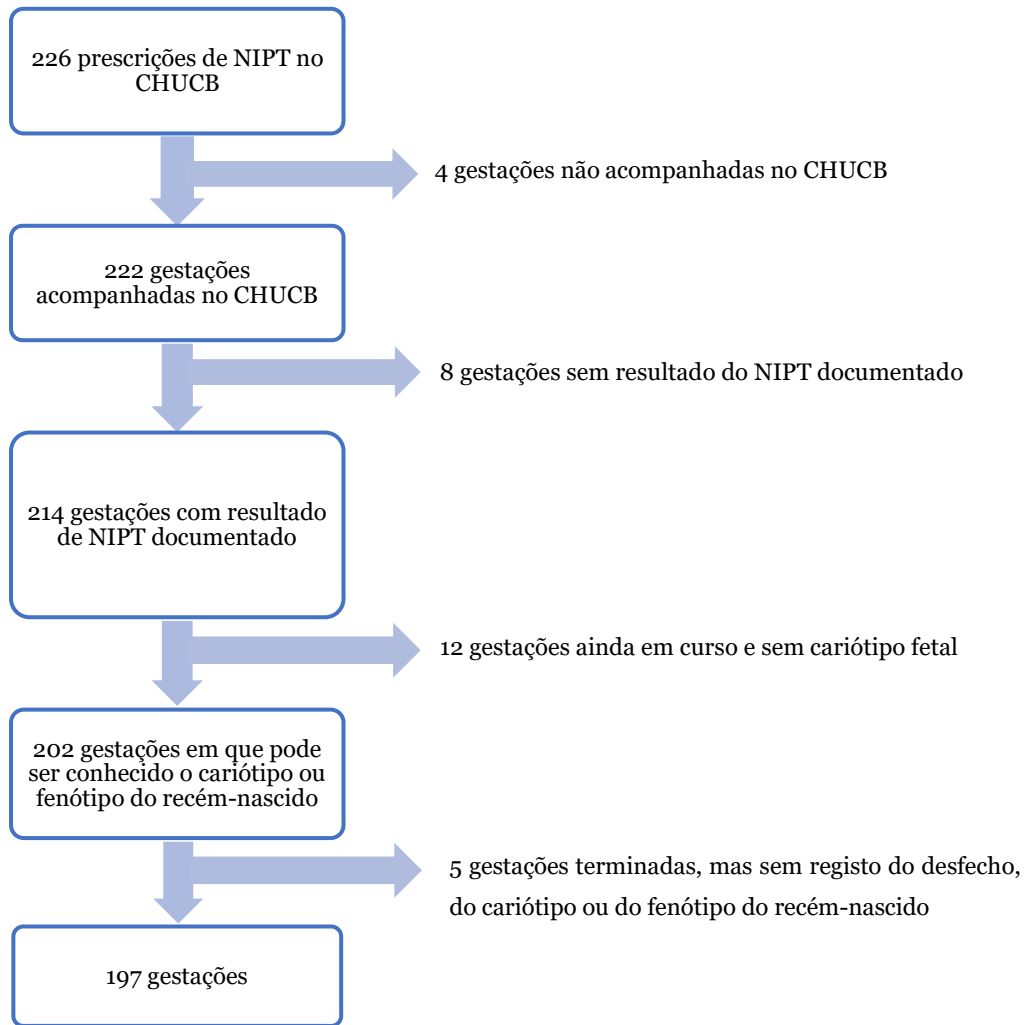 226 prescrições de NIPT no
CHUCB
4 gestações não acompanhadas no CHUCB
222 gestações
acompanhadas no CHUCB
8 gestações sem resultado do NIPT documentado
214 gestações com resultado
de NIPT documentado
12 gestações ainda em curso e sem cariótipo fetal
202 gestações em que pode
ser conhecido o cariótipo ou
fenótipo do recém-nascido
5 gestações terminadas, mas sem registo do desfecho,
do cariótipo ou do fenótipo do recém-nascido
197 gestações